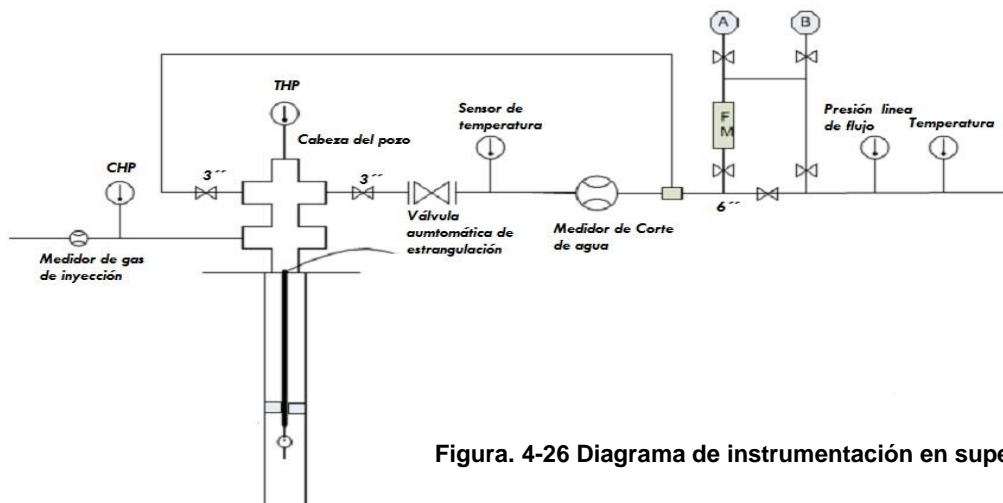 A
B
THP
Sensor de
temperatura
Presión linea
de flujo
Temperatura
F
M
Cabeza del pozo
CHP
3´´
3´´
6´´
Válvula
aumtomática de
estrangulación
Medidor de Corte
de agua
Medidor de gas
de inyección
Figura. 4-26 Diagrama de instrumentación en supe